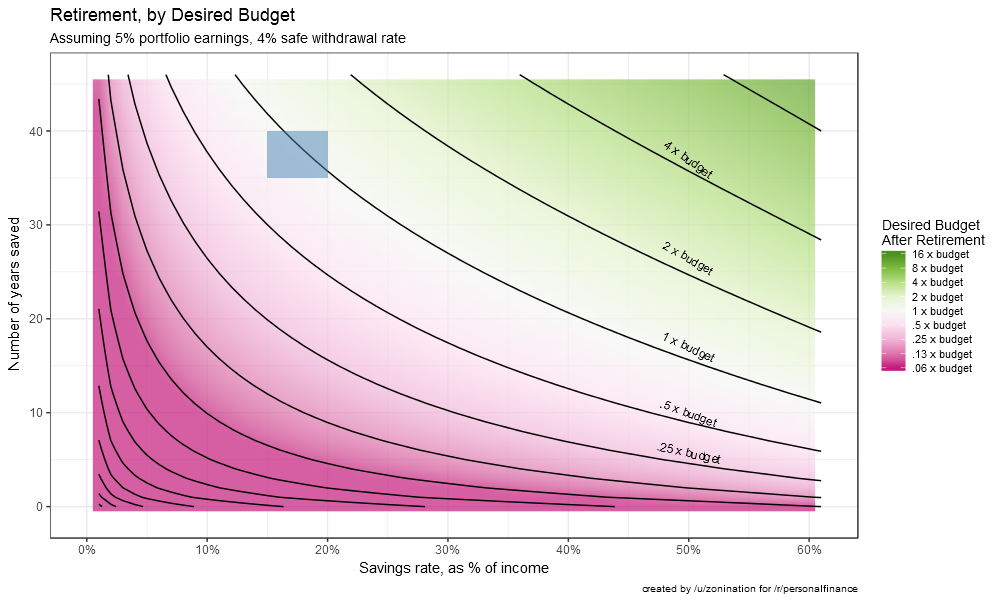 Retirement, by Desired Budget
Assuming 5% portfolio earnings, 4% safe withdrawal rate
Number of years saved
40
30
20
10
0
4 x budget
2 x budget
1 x budget
.5 x budget
.25 x budget
0%
10%
20%
30%
40%
50%
60%
Savings rate, as % of income
Desired Budget
After Retirement
16 x budget
8 x budget
4 x budget
2 x budget
1 x budget
.5 x budget
.25 x budget
.13 x budget
.06 x budget
created by /u/zonination for /r/personalfinance